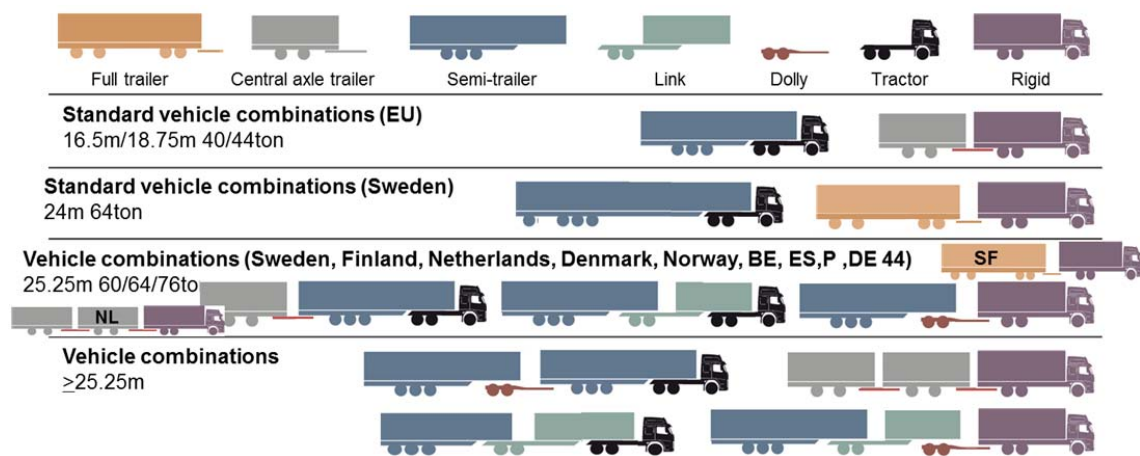 Full trailer
Central axle trailer
Semi-trailer
Link
Dolly
Tractor
Rigid
Standard vehicle combinations (EU)
16.5m/18.75m 40/44ton
Standard vehicle combinations (Sweden)
24m 64ton
Vehicle combinations (Sweden, Finland, Netherlands, Denmark, Norway, BE, ES,P ,DE 44)
SF
25.25m 60/64/76to
NL
Vehicle combinations
≥25.25m